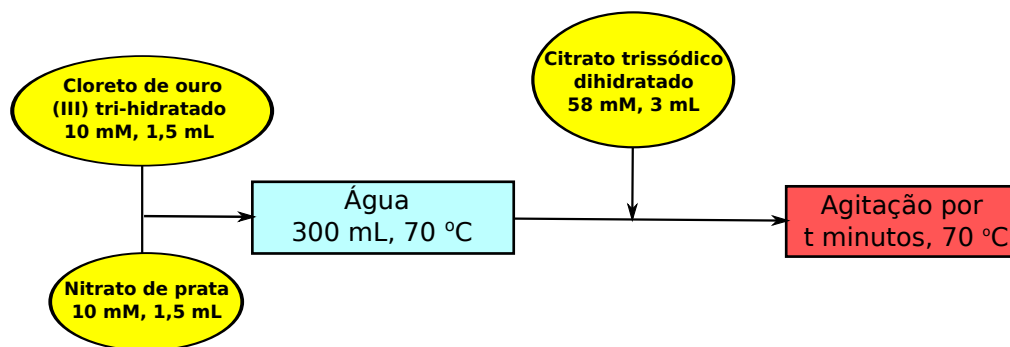 Cloreto de ouro
(III) tri-hidratado
10 mM, 1,5 mL
Citrato trissódico
dihidratado
58 mM, 3 mL
Água
300 mL, 70 ºC
Agitação por
t minutos, 70 ºC
Nitrato de prata
10 mM, 1,5 mL